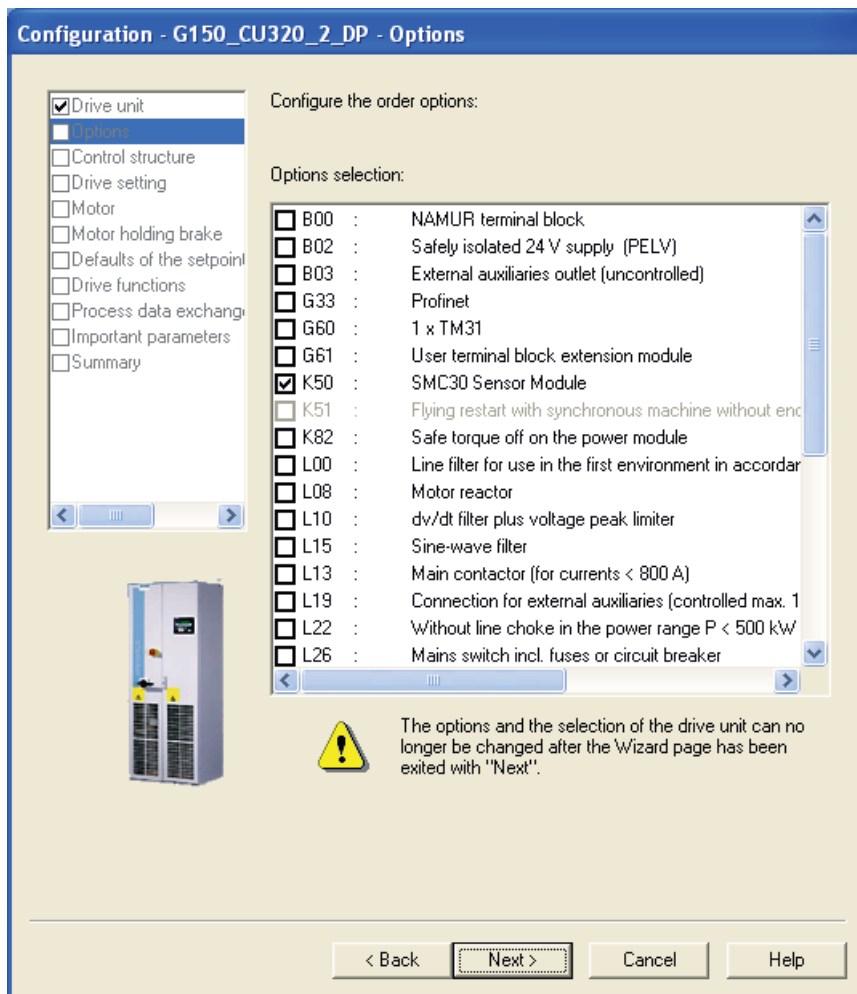 Configuration - G150_CU320_2_DP - Options
Drive unit
Options
Control structure
Drive setting
Motor
Motor holding brake
Defaults of the setpoint
Drive functions
Process data exchang
Important parameters
Summary
Configure the order options:
Options selection:
B00 : NAMUR terminal block
B02 : Safely isolated 24 V supply (PELV)
B03 : External auxiliaries outlet (uncontrolled)
G33 : Profinet
G60 : 1 x TM31
G61 : User terminal block extension module
K50 : SMC30 Sensor Module
K51 : Flying restart with synchronous machine without enc
K82 : Safe torque off on the power module
L00 : Line filter for use in the first environment in accordar
L08 : Motor reactor
L10 : dv/dt filter plus voltage peak limiter
L15 : Sine-wave filter
L13 : Main contactor (for currents < 800 A)
L19 : Connection for external auxiliaries (controlled max. 1
L22 : Without line choke in the power range P < 500 kW
L26 : Mains switch incl. fuses or circuit breaker
The options and the selection of the drive unit can no
longer be changed after the Wizard page has been
exited with "Next".
< Back
Next >
Cancel
Help